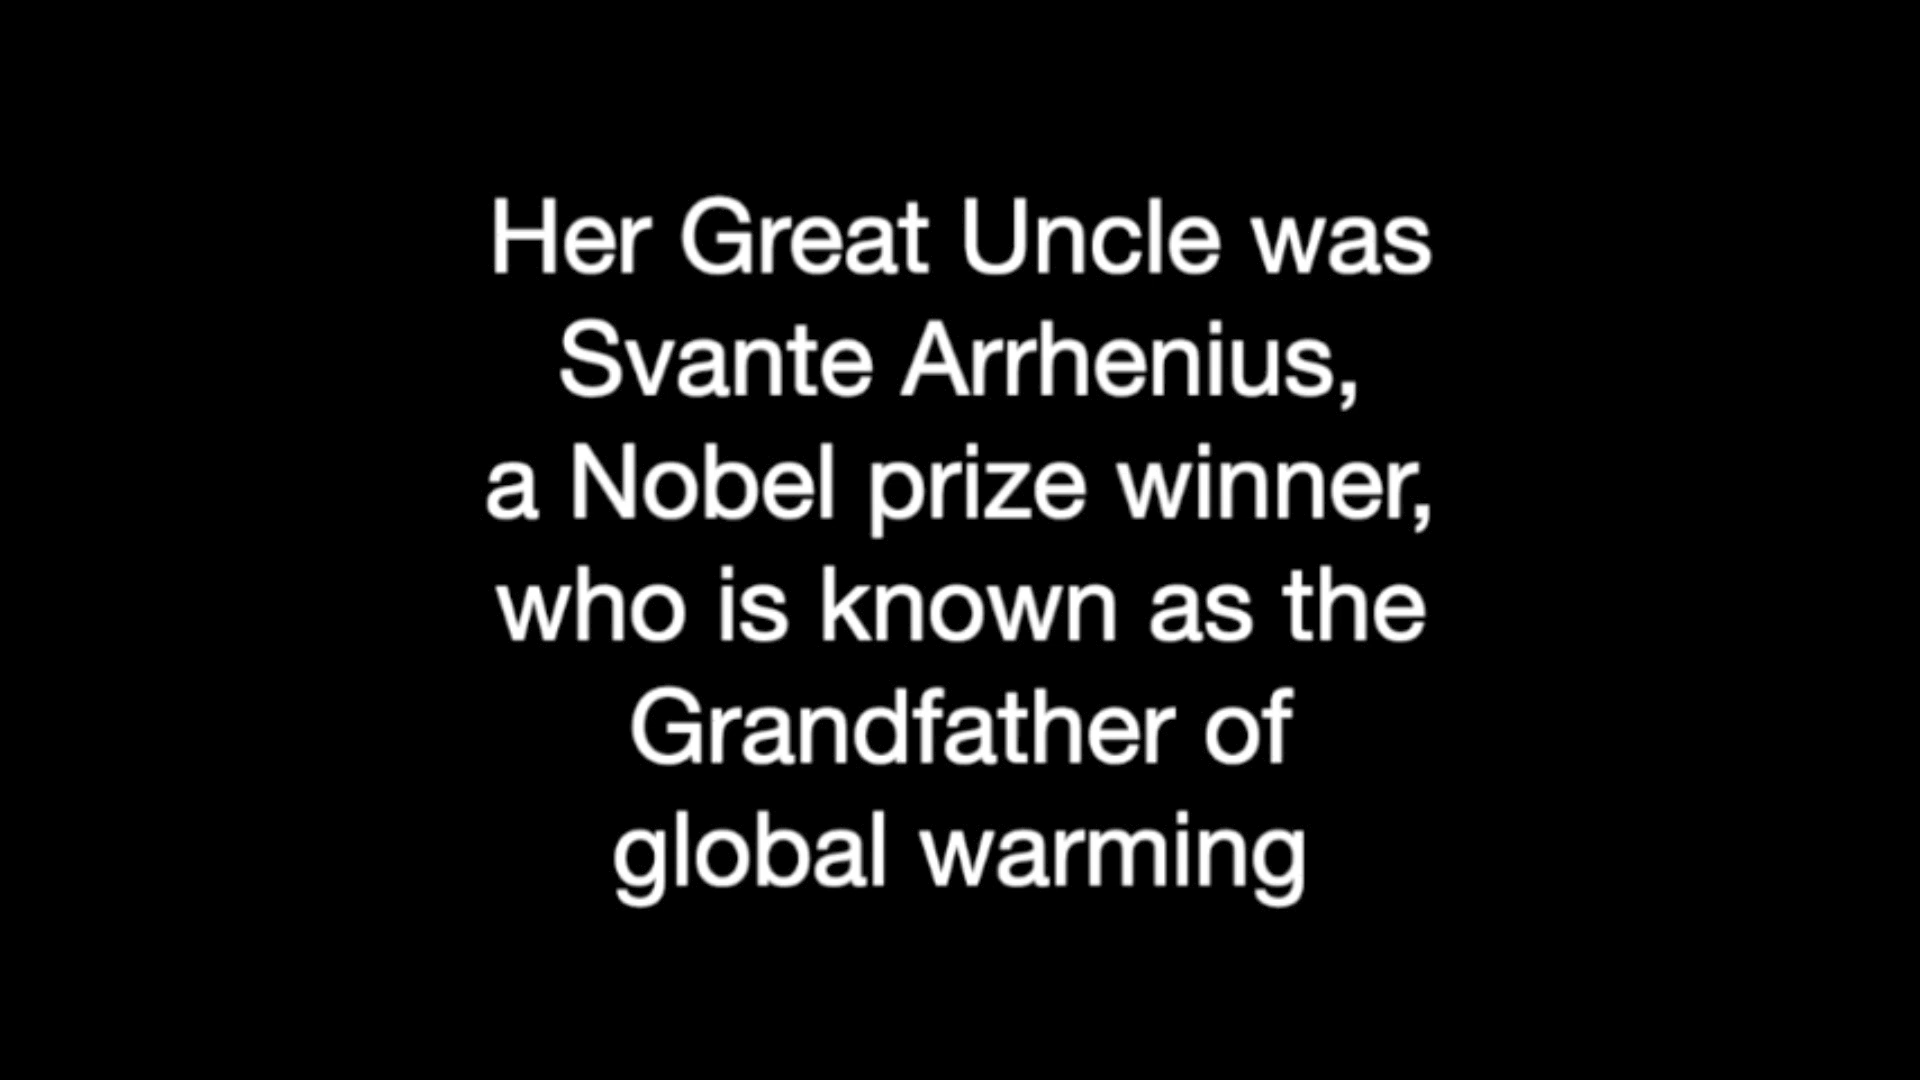 Her Great Uncle was
Svante Arrhenius,
a Nobel prize winner,
who is known as the
Grandfather of
global warming